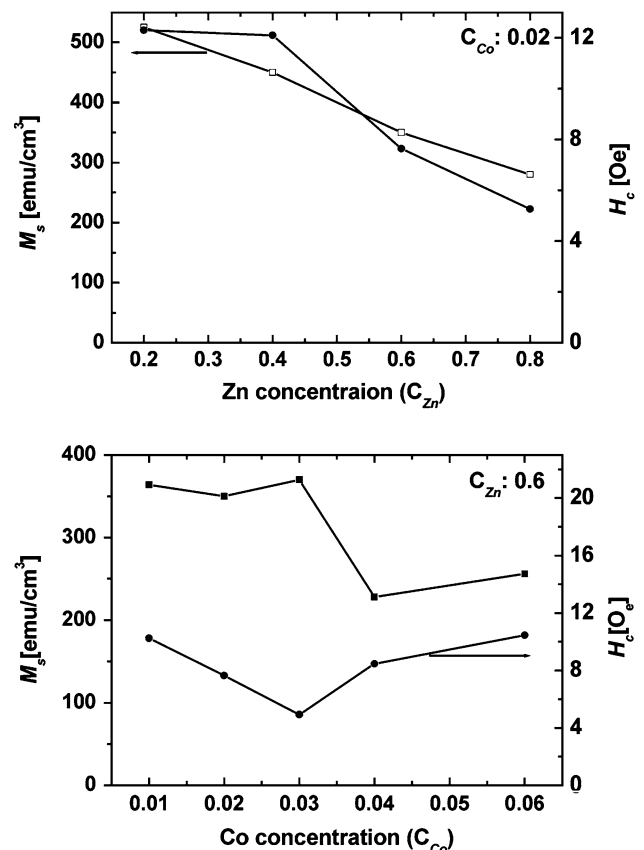 C_Co: 0.02
500
400
300
200
100
0
M_s [emu/cm³]
12
8
4
0
H_c [Oe]
0.2 0.3 0.4 0.5 0.6 0.7 0.8
Zn concentraion (C_Zn)
C_Zn: 0.6
400
300
200
100
0
M_s[emu/cm³]
20
16
12
8
4
0
H_c[O_e]
0.01 0.02 0.03 0.04 0.05 0.06
Co concentration (C_Co)